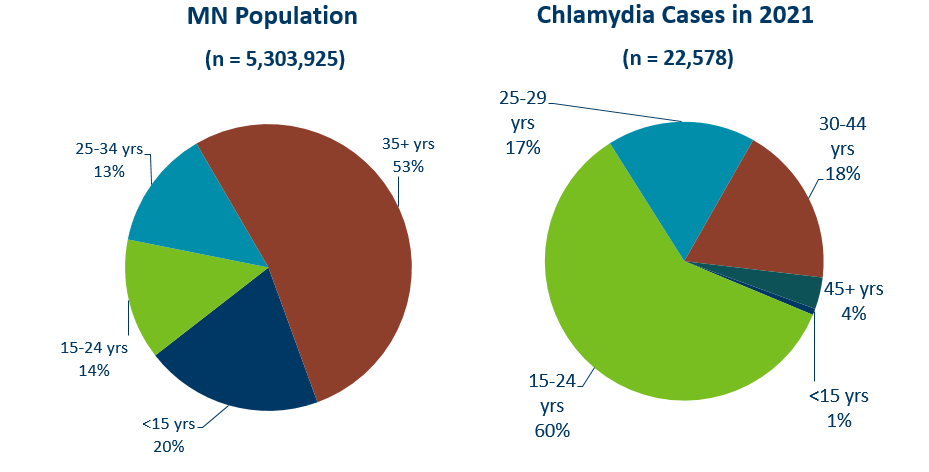 MN Population
(n = 5,303,925)
25-34 yrs
13%
35+ yrs
53%
15-24 yrs
14%
<15 yrs
20%
Chlamydia Cases in 2021
(n = 22,578)
25-29
yrs
17%
30-44
yrs
18%
45+ yrs
4%
<15 yrs
1%
15-24
yrs
60%